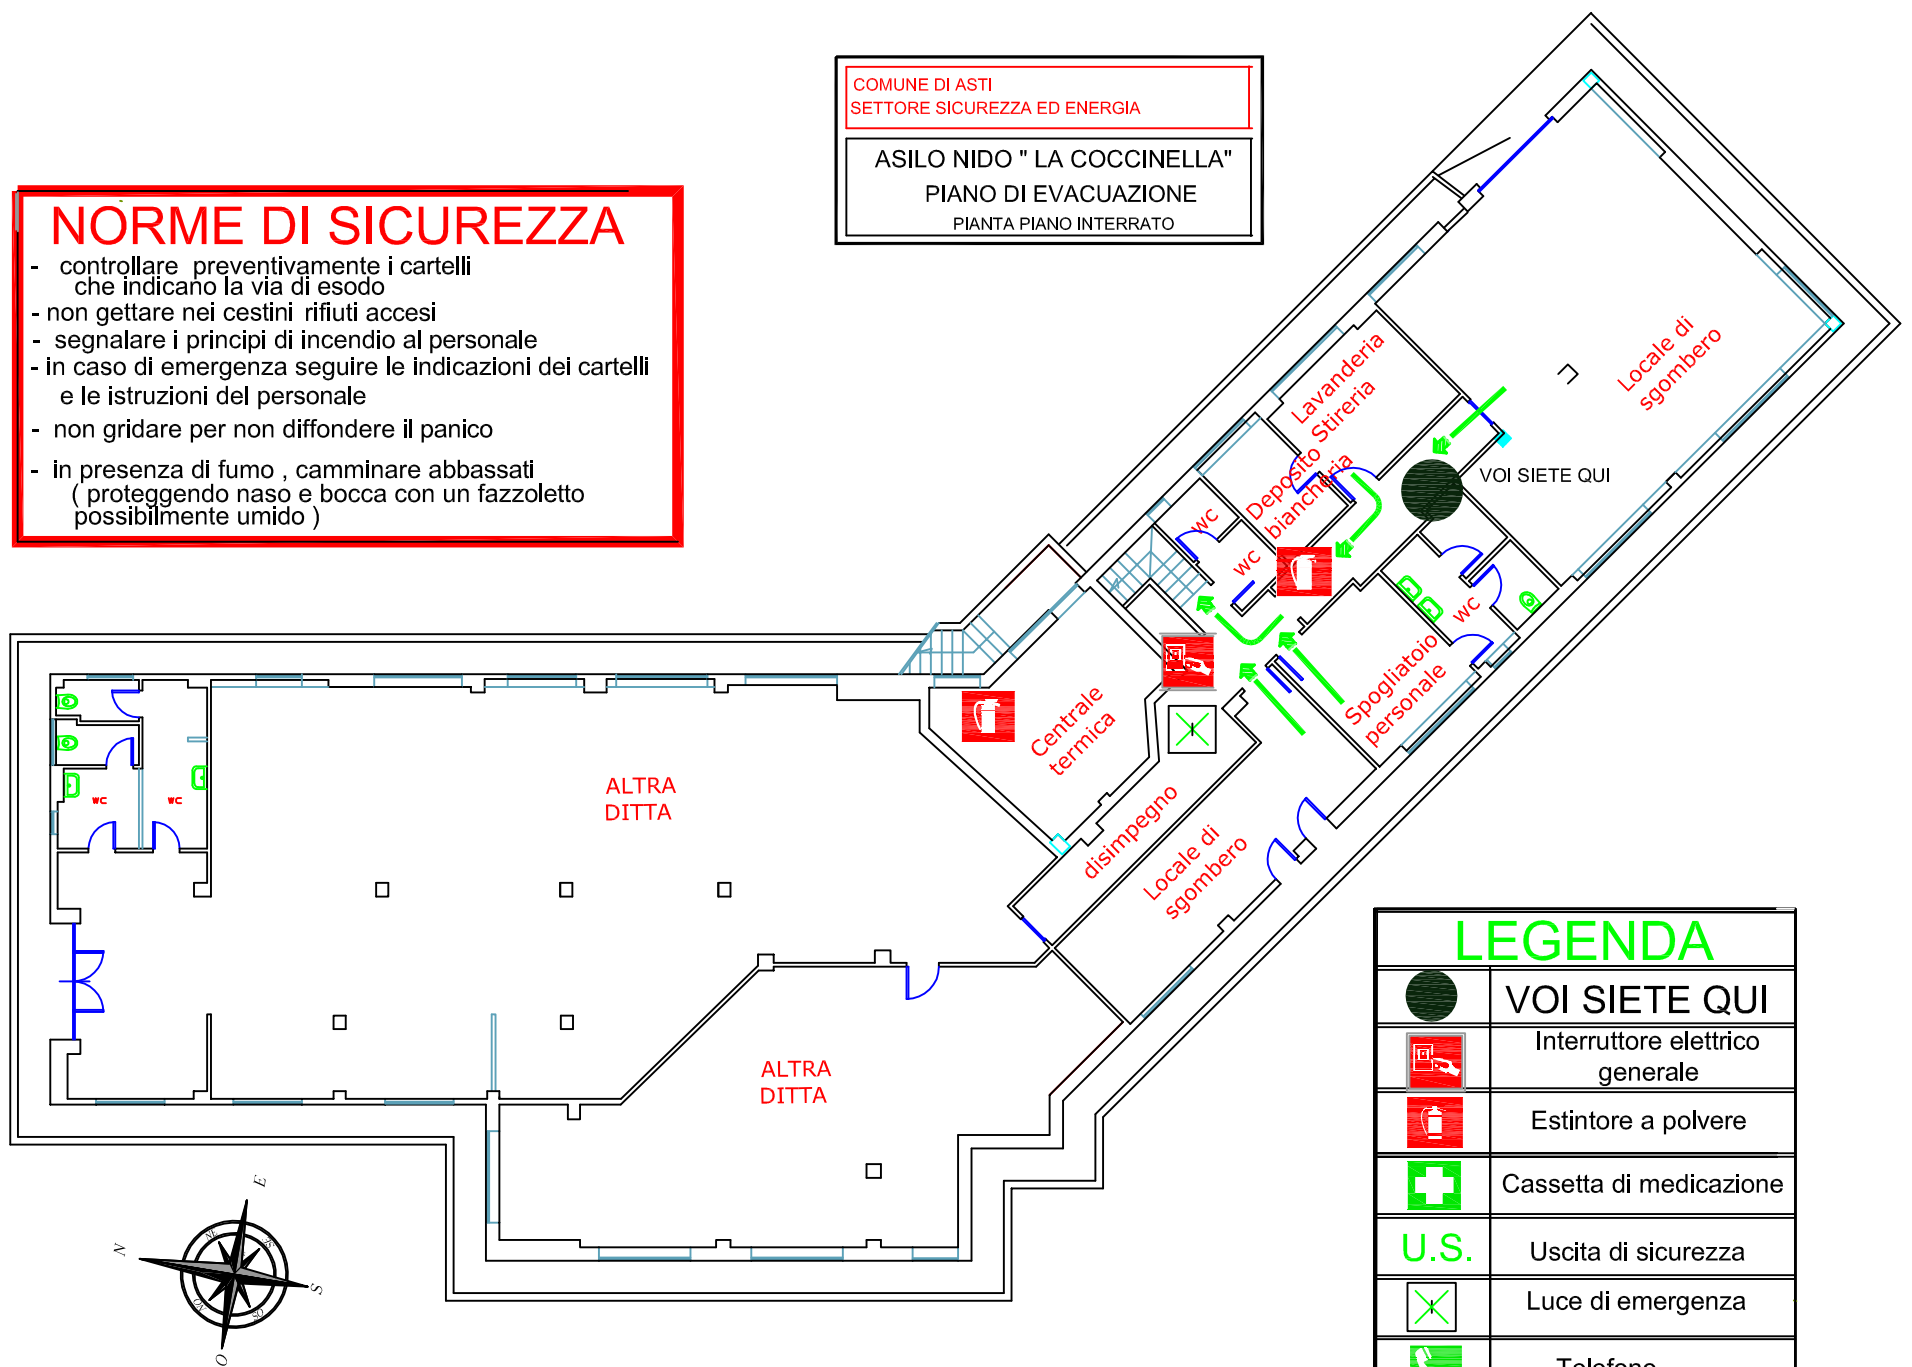 COMUNE DI ASTI
SETTORE SICUREZZA ED ENERGIA
ASILO NIDO " LA COCCINELLA"
PIANO DI EVACUAZIONE
PIANTA PIANO INTERRATO
NORME DI SICUREZZA
- controllare preventivamente i cartelli
che indicano la via di esodo
- non gettare nei cestini rifiuti accesi
- segnalare i principi di incendio al personale
- in caso di emergenza seguire le indicazioni dei cartelli
e le istruzioni del personale
- non gridare per non diffondere il panico
- in presenza di fumo , camminare abbassati
( proteggendo naso e bocca con un fazzoletto
possibilmente umido )
Locale di
sgombero
Lavanderia
Stireria
VOI SIETE QUI
Deposito
biancheria
wc
wc
wc
Spogliatoio
personale
Centrale
termica
disimpegno
Locale di
sgombero
ALTRA
DITTA
wc
wc
ALTRA
DITTA
LEGENDA
VOI SIETE QUI
Interruttore elettrico
generale
Estintore a polvere
Cassetta di medicazione
U.S.
Uscita di sicurezza
Luce di emergenza
Telefono
E
N
S
O
NE
SE
NO
SO